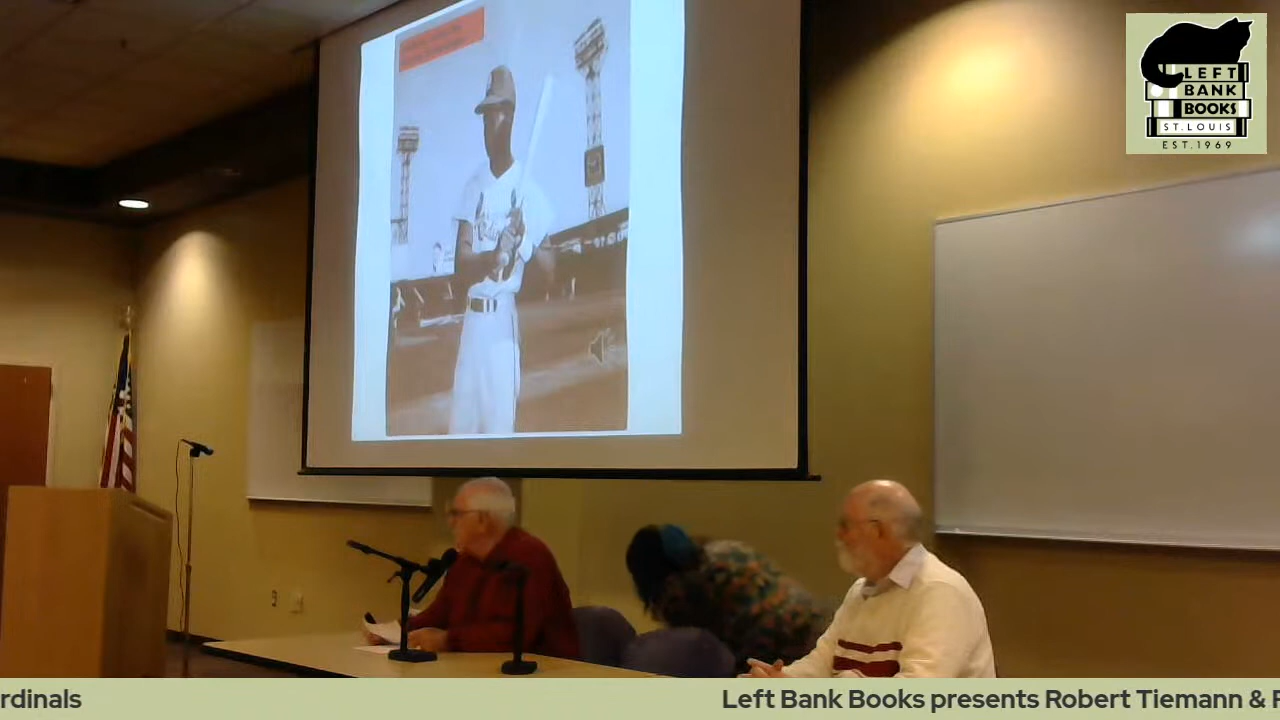 LEFT
BANK
BOOKS
ST. LOUIS
EST. 1969
rdinals
Left Bank Books presents Robert Tiemann &